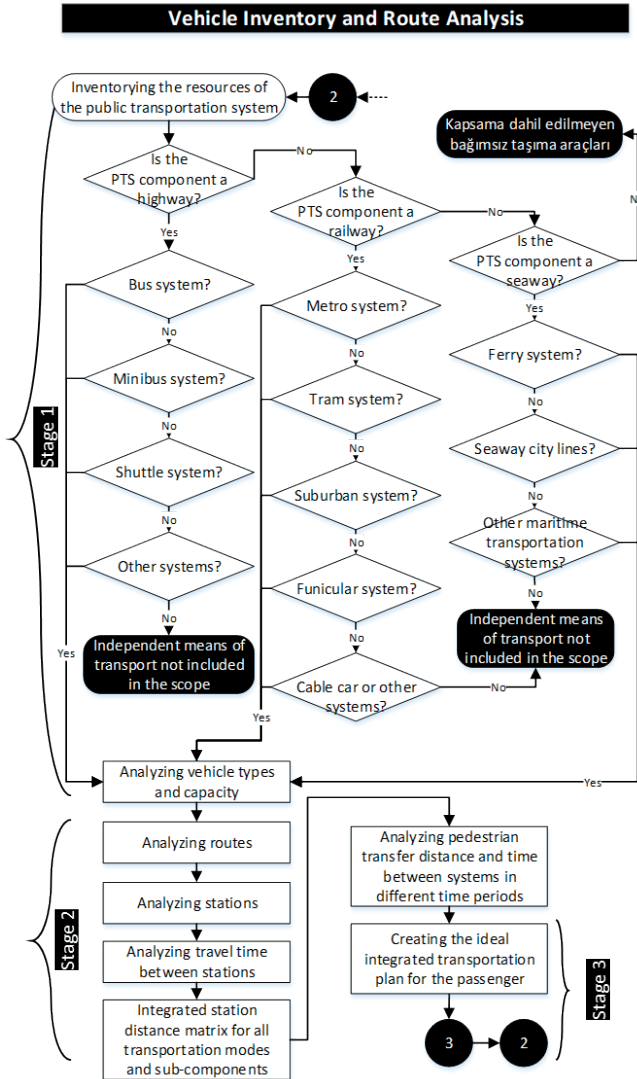 Vehicle Inventory and Route Analysis
Inventorying the resources of
the public transportation system
2
Kapsama dahil edilmeyen
bağımsız taşıma araçları
Is the
PTS component a
highway?
No
Is the
PTS component a
railway?
No
Is the
PTS component a
seaway?
N
Yes
Yes
Yes
Bus system?
No
Minibus system?
No
Shuttle system?
No
Other systems?
No
Independent means of
transport not included
in the scope
Yes
Metro system?
No
Tram system?
No
Suburban system?
No
Funicular system?
No
Cable car or other
systems?
No
Yes
Ferry system?
No
Seaway city lines?
No
Other maritime
transportation
systems?
No
Independent means
of transport not
included in the scope
Yes
Stage 1
Analyzing vehicle types
and capacity
Stage 2
Analyzing routes
Analyzing stations
Analyzing travel time
between stations
Integrated station
distance matrix for all
transportation modes
and sub-components
Analyzing pedestrian
transfer distance and time
between systems in
different time periods
Creating the ideal
integrated transportation
plan for the passenger
Stage 3
3
2